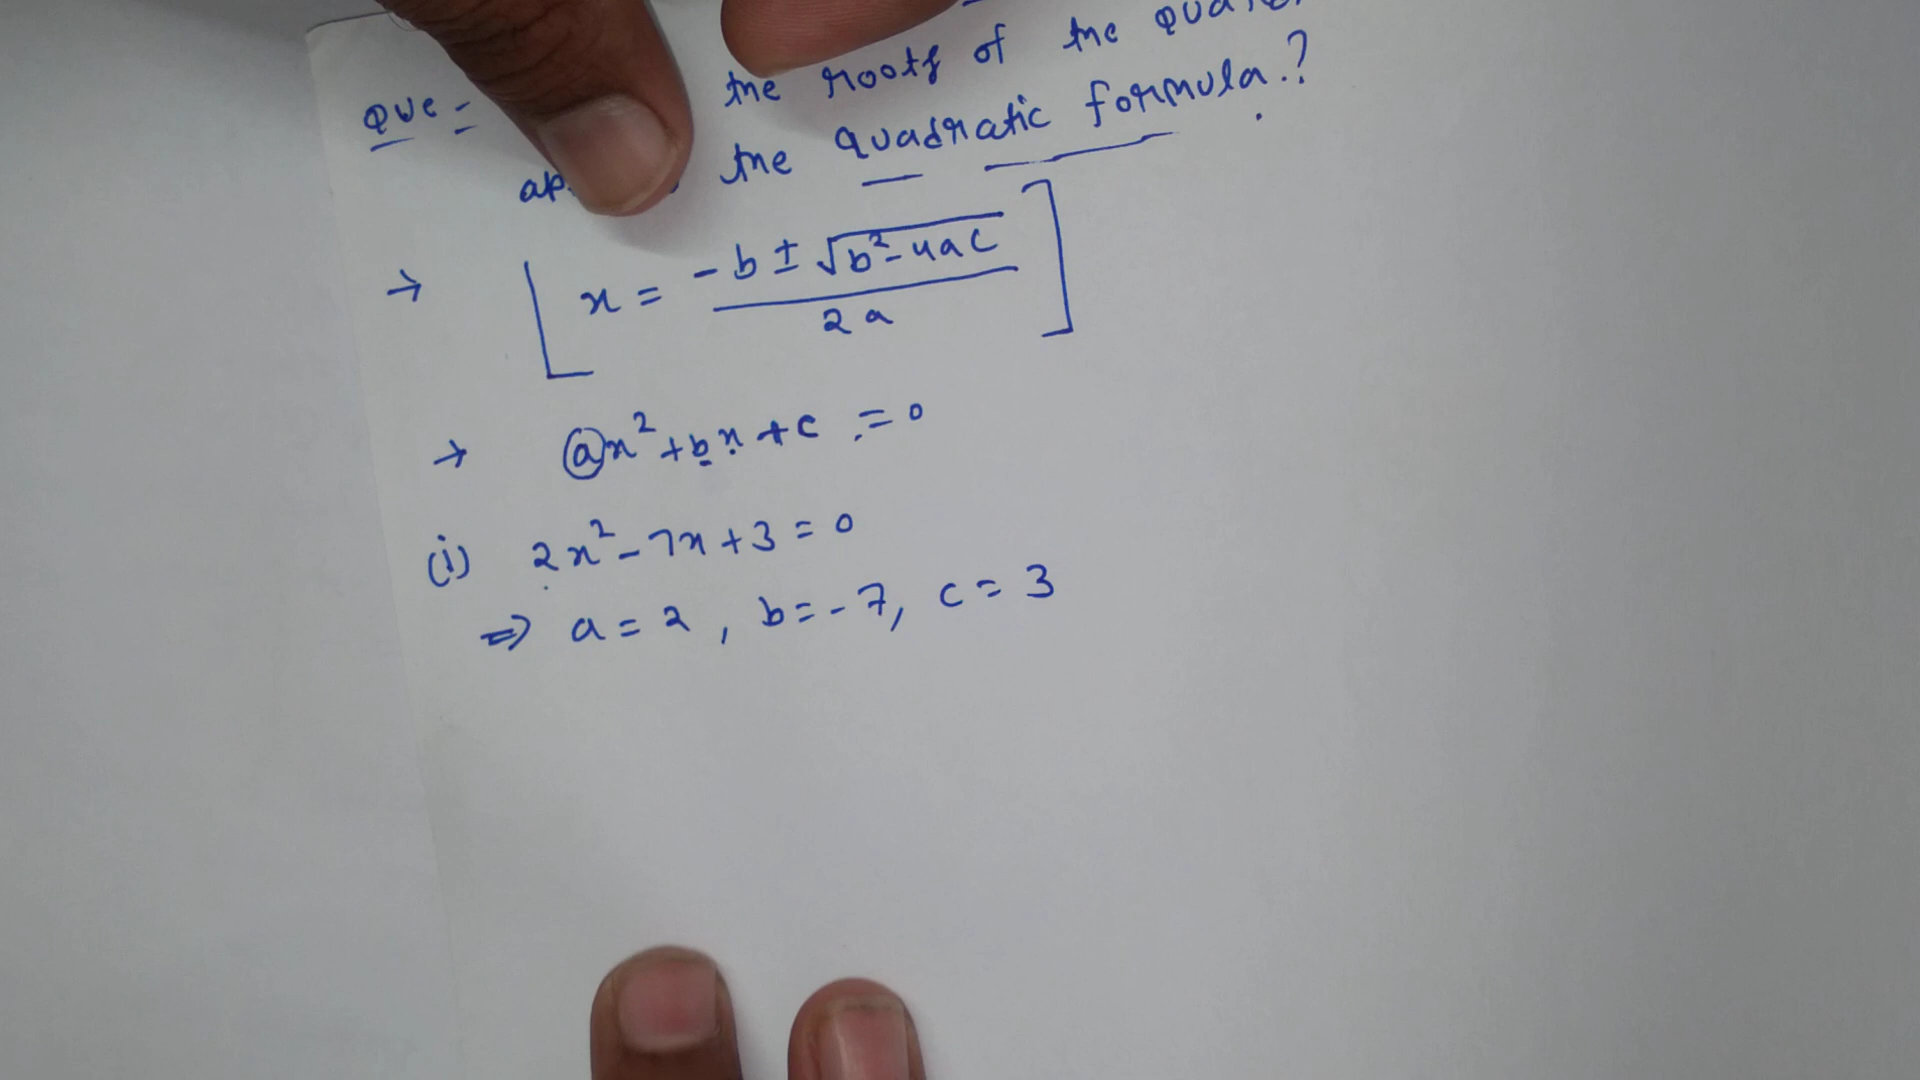 Que = the roots of the
the quadratic formula.?
→ [ x = -b ± √b²-4ac / 2a ]
→ ax² + bx + c = 0
(i) 2x² - 7x + 3 = 0
⇒ a = 2, b = -7, c = 3